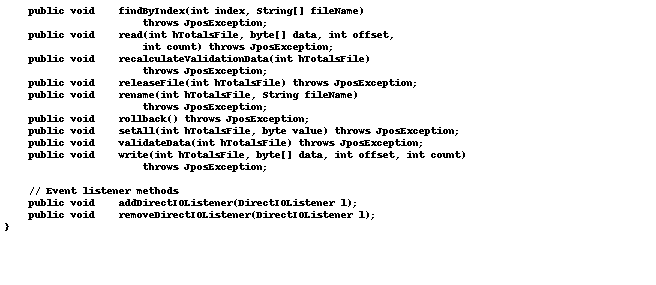 public void    findByIndex(int index, String[] fileName)
throws JposException;
public void    read(int hTotalsFile, byte[] data, int offset,
int count) throws JposException;
public void    recalculateValidationData(int hTotalsFile)
throws JposException;
public void    releaseFile(int hTotalsFile) throws JposException;
public void    rename(int hTotalsFile, String fileName)
throws JposException;
public void    rollback() throws JposException;
public void    setAll(int hTotalsFile, byte value) throws JposException;
public void    validateData(int hTotalsFile) throws JposException;
public void    write(int hTotalsFile, byte[] data, int offset, int count)
throws JposException;
// Event listener methods
public void    addDirectIOListener(DirectIOListener l);
public void    removeDirectIOListener(DirectIOListener l);
}